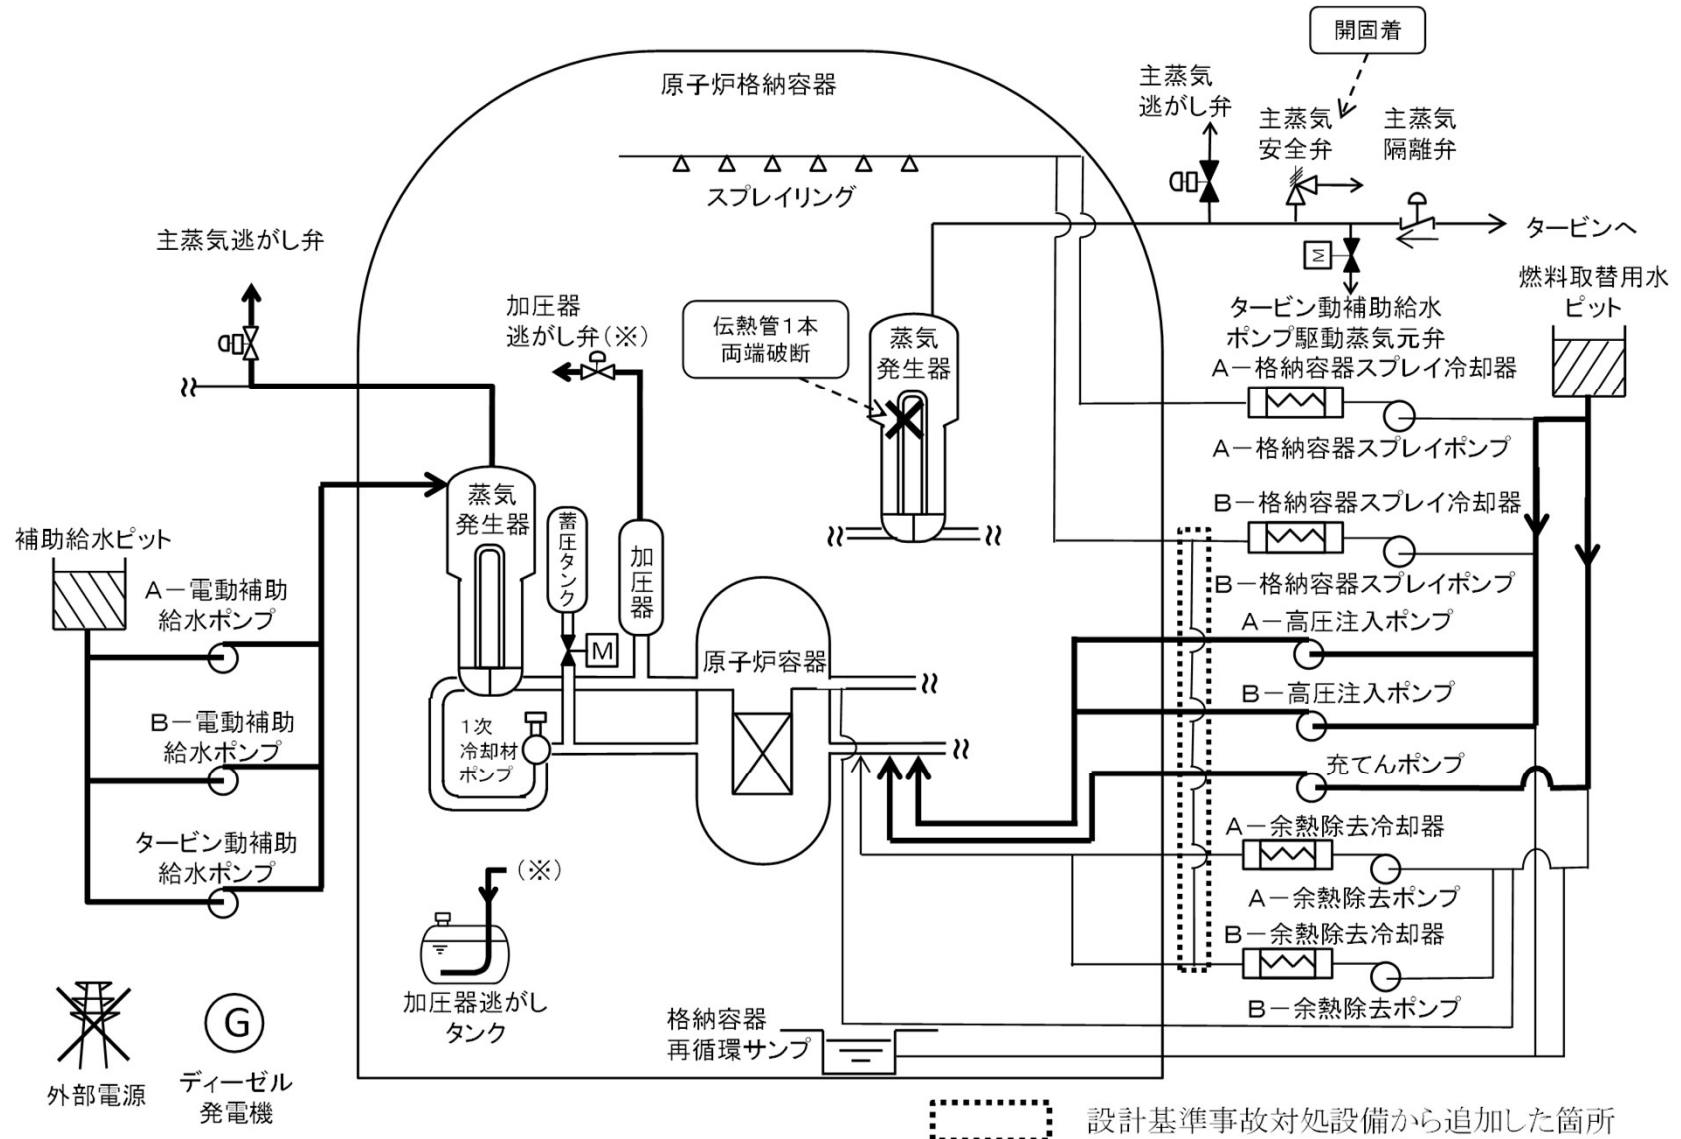 開固着
原子炉格納容器
主蒸気
逃がし弁
主蒸気
安全弁
主蒸気
隔離弁
スプレイリング
主蒸気逃がし弁
タービンへ
M
燃料取替用水
ピット
加圧器
逃がし弁(※)
伝熱管1本
両端破断
蒸気
発生器
タービン動補助給水
ポンプ駆動蒸気元弁
A-格納容器スプレイ冷却器
A-格納容器スプレイポンプ
蒸気
発生器
蓄圧タンク
加圧器
B-格納容器スプレイ冷却器
B-格納容器スプレイポンプ
補助給水ピット
A-電動補助
給水ポンプ
A-高圧注入ポンプ
M
原子炉容器
B-高圧注入ポンプ
B-電動補助
給水ポンプ
1次
冷却材
ポンプ
充てんポンプ
タービン動補助
給水ポンプ
A-余熱除去冷却器
A-余熱除去ポンプ
(※)
B-余熱除去冷却器
B-余熱除去ポンプ
加圧器逃がし
タンク
格納容器
再循環サンプ
G
外部電源
ディーゼル
発電機
設計基準事故対処設備から追加した箇所